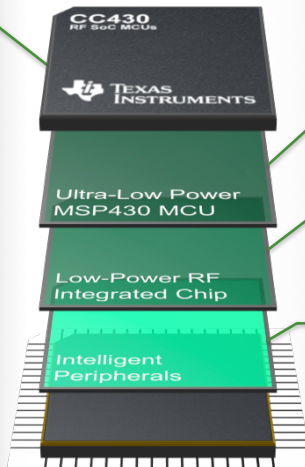 CC430
RF SoC MCUs
TEXAS
INSTRUMENTS
Ultra-Low Power
MSP430 MCU
Low-Power RF
Integrated Chip
Intelligent
Peripherals